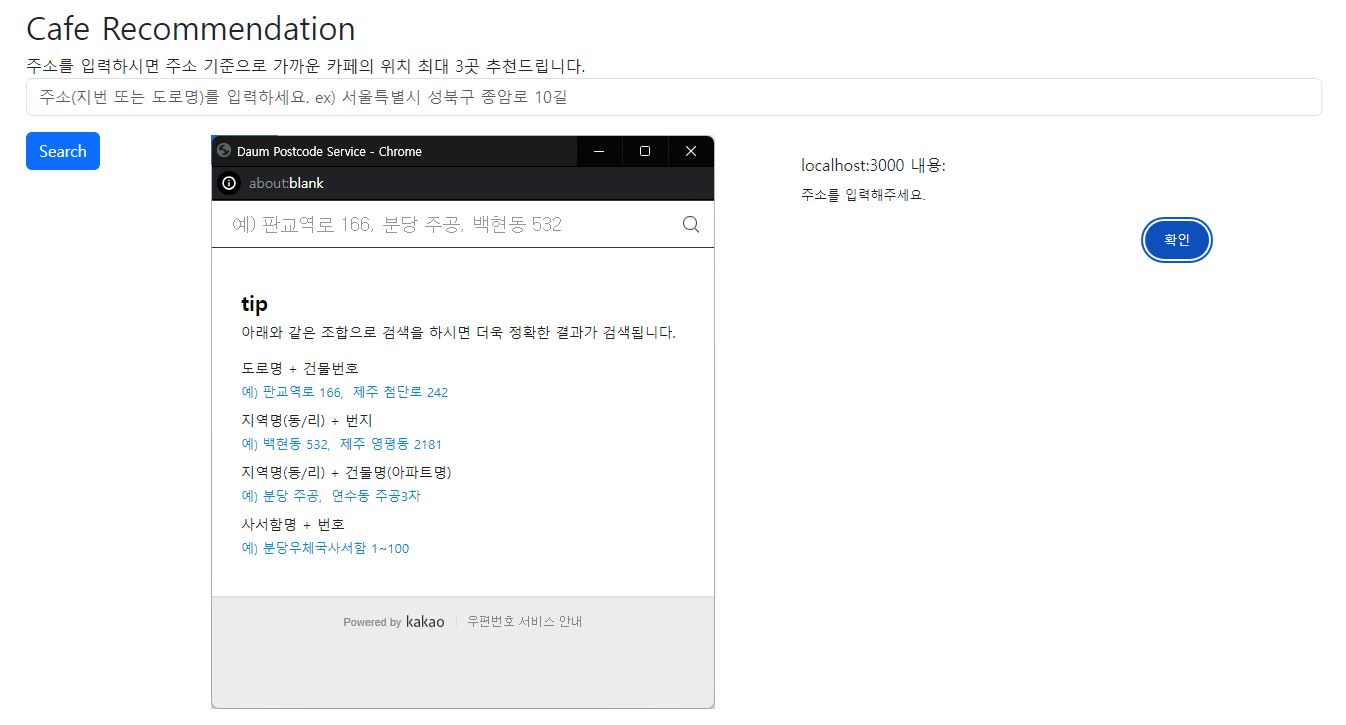 Cafe Recommendation
주소를 입력하시면 주소 기준으로 가까운 카페의 위치 최대 3곳 추천드립니다.
주소(지번 또는 도로명)를 입력하세요. ex) 서울특별시 성북구 종암로 10길
Search
Daum Postcode Service - Chrome
about:blank
예) 판교역로 166, 분당 주공, 백현동 532
tip
아래와 같은 조합으로 검색을 하시면 더욱 정확한 결과가 검색됩니다.
도로명 + 건물번호
예) 판교역로 166, 제주 첨단로 242
지역명(동/리) + 번지
예) 백현동 532, 제주 영평동 2181
지역명(동/리) + 건물명(아파트명)
예) 분당 주공, 연수동 주공3차
사서함명 + 번호
예) 분당우체국사서함 1~100
Powered by kakao 우편번호 서비스 안내
localhost:3000 내용:
주소를 입력해주세요.
확인